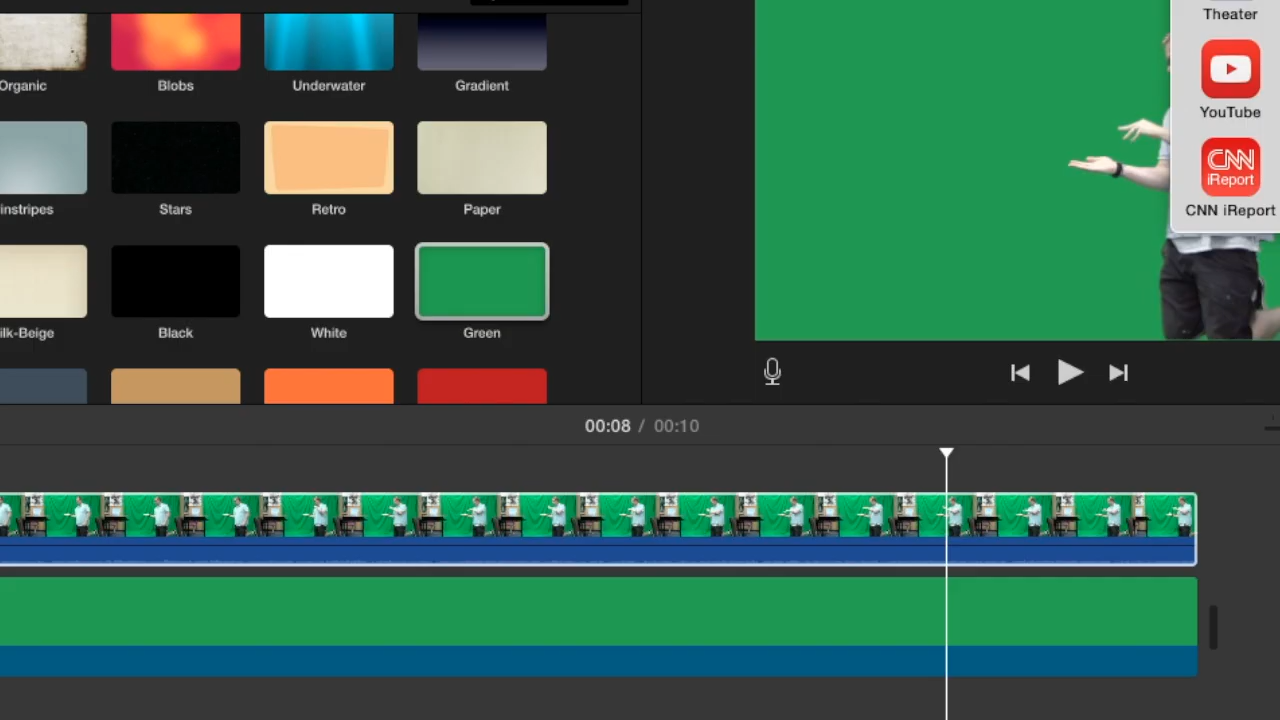 Theater
Organic
Blobs
Underwater
Gradient
YouTube
CNN
iReport
CNN iReport
instripes
Stars
Retro
Paper
ilk-Beige
Black
White
Green
00:08 / 00:10